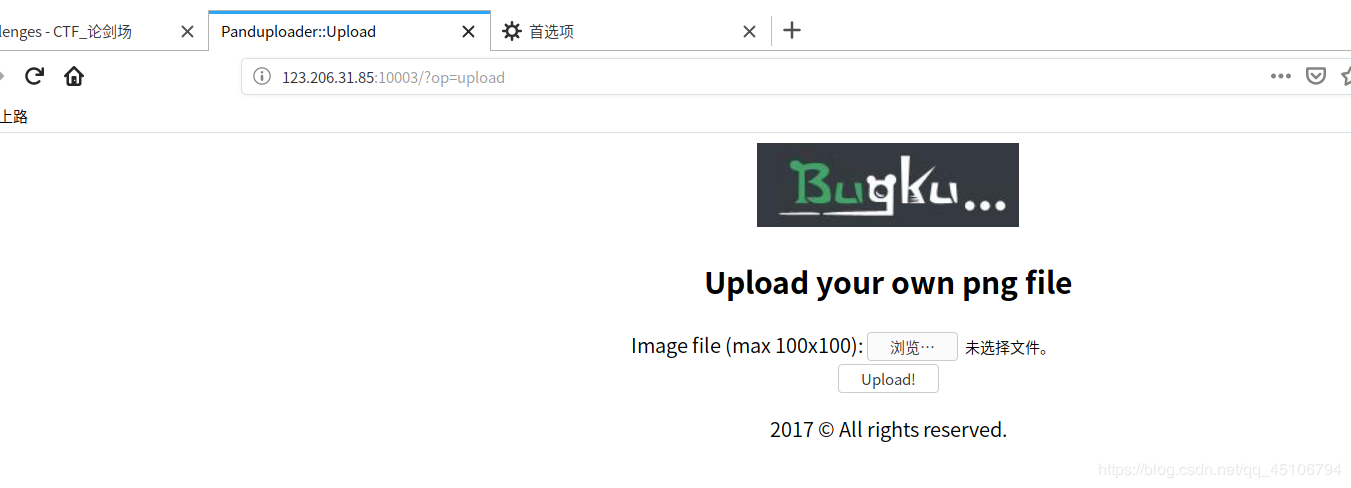 lenges - CTF_论剑场
Panduploader::Upload
首选项
123.206.31.85:10003/?op=upload
上路
Bugku...
Upload your own png file
Image file (max 100x100): 浏览… 未选择文件。
Upload!
2017 © All rights reserved.
https://blog.csdn.net/qq_45106794